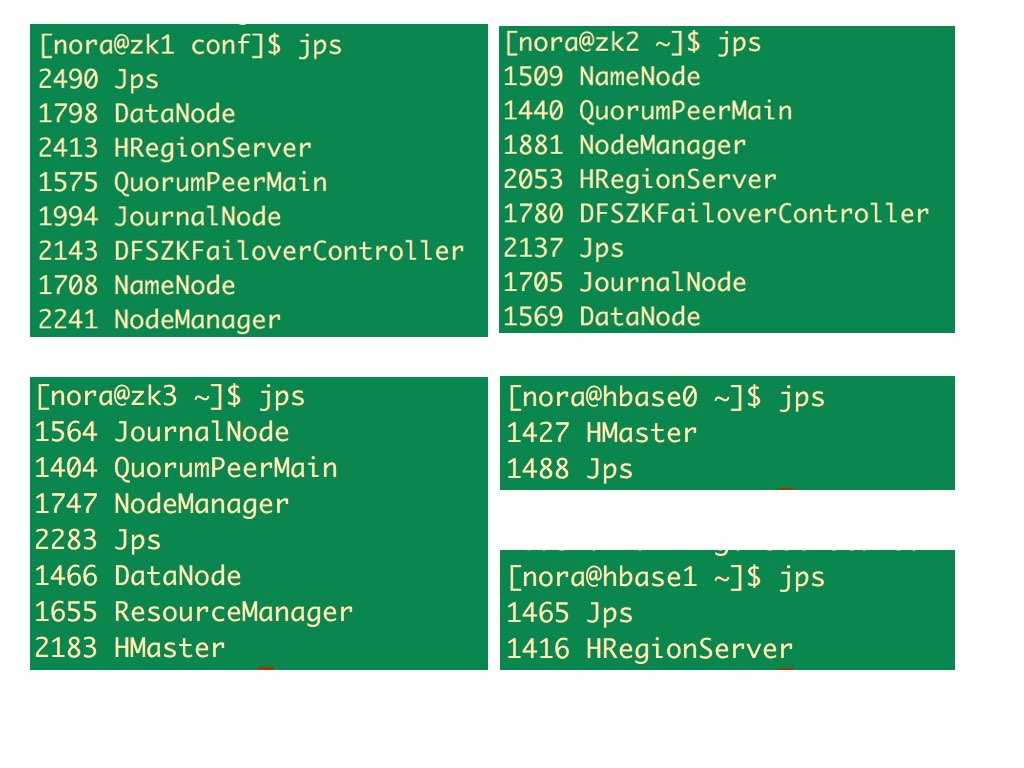 [nora@zk1 conf]$ jps
2490 Jps
1798 DataNode
2413 HRegionServer
1575 QuorumPeerMain
1994 JournalNode
2143 DFSZKFailoverController
1708 NameNode
2241 NodeManager
[nora@zk2 ~]$ jps
1509 NameNode
1440 QuorumPeerMain
1881 NodeManager
2053 HRegionServer
1780 DFSZKFailoverController
2137 Jps
1705 JournalNode
1569 DataNode
[nora@zk3 ~]$ jps
1564 JournalNode
1404 QuorumPeerMain
1747 NodeManager
2283 Jps
1466 DataNode
1655 ResourceManager
2183 HMaster
[nora@hbase0 ~]$ jps
1427 HMaster
1488 Jps
[nora@hbase1 ~]$ jps
1465 Jps
1416 HRegionServer